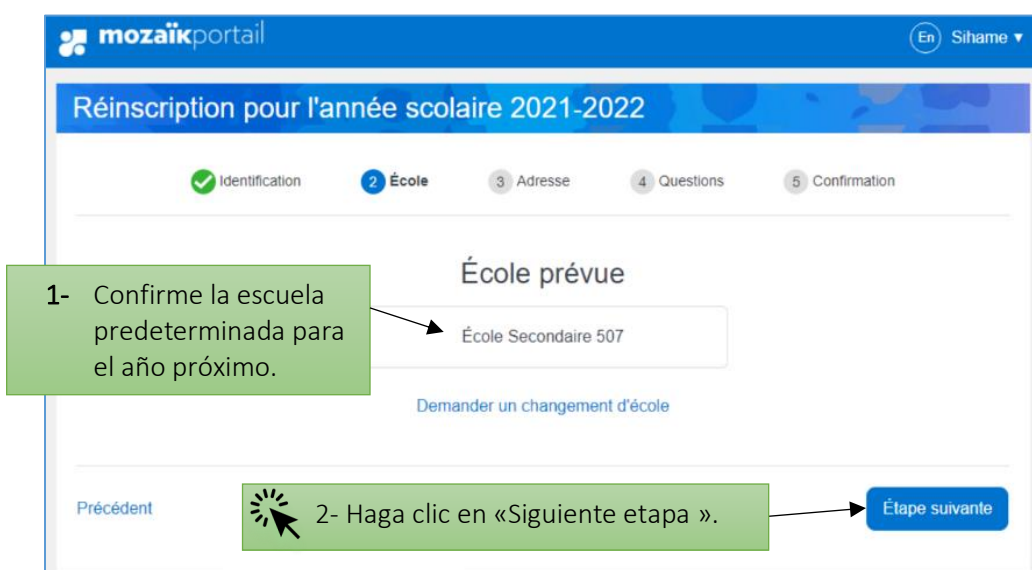 mozaïkportail
En Sihame ▼
Réinscription pour l'année scolaire 2021-2022
Identification 2 École 3 Adresse 4 Questions 5 Confirmation
École prévue
1- Confirme la escuela
predeterminada para
el año próximo.
École Secondaire 507
Demander un changement d'école
Précédent
2- Haga clic en «Siguiente etapa ».
Étape suivante